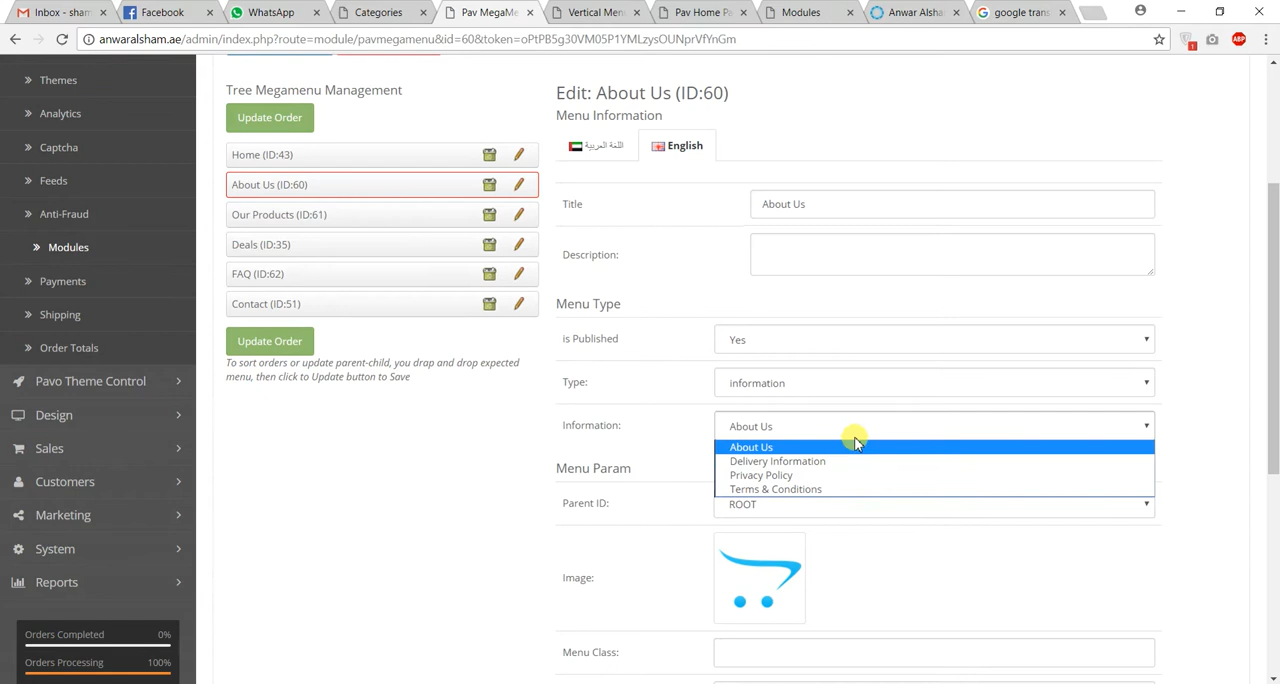 Inbox - sham
Facebook
WhatsApp
Categories
Pav MegaMe
Vertical Men
Pav Home Pa
Modules
Anwar Alsha
google trans
anwaralsham.ae/admin/index.php?route=module/pavmegamenu&id=60&token=oPtPB5g30VM05P1YMLzysOUNprVfYnGm
1
ABP
Themes
Analytics
Captcha
Feeds
Anti-Fraud
Modules
Payments
Shipping
Order Totals
Pavo Theme Control
Design
Sales
Customers
Marketing
System
Reports
Orders Completed 0%
Orders Processing 100%
Tree Megamenu Management
Update Order
Home (ID:43)
About Us (ID:60)
Our Products (ID:61)
Deals (ID:35)
FAQ (ID:62)
Contact (ID:51)
Update Order
To sort orders or update parent-child, you drap and drop expected
menu, then click to Update button to Save
Edit: About Us (ID:60)
Menu Information
اللغة العربية
English
Title About Us
Description:
Menu Type
is Published Yes
Type: information
Information: About Us
About Us
Delivery Information
Privacy Policy
Terms & Conditions
Menu Param
Parent ID: ROOT
Image:
Menu Class: